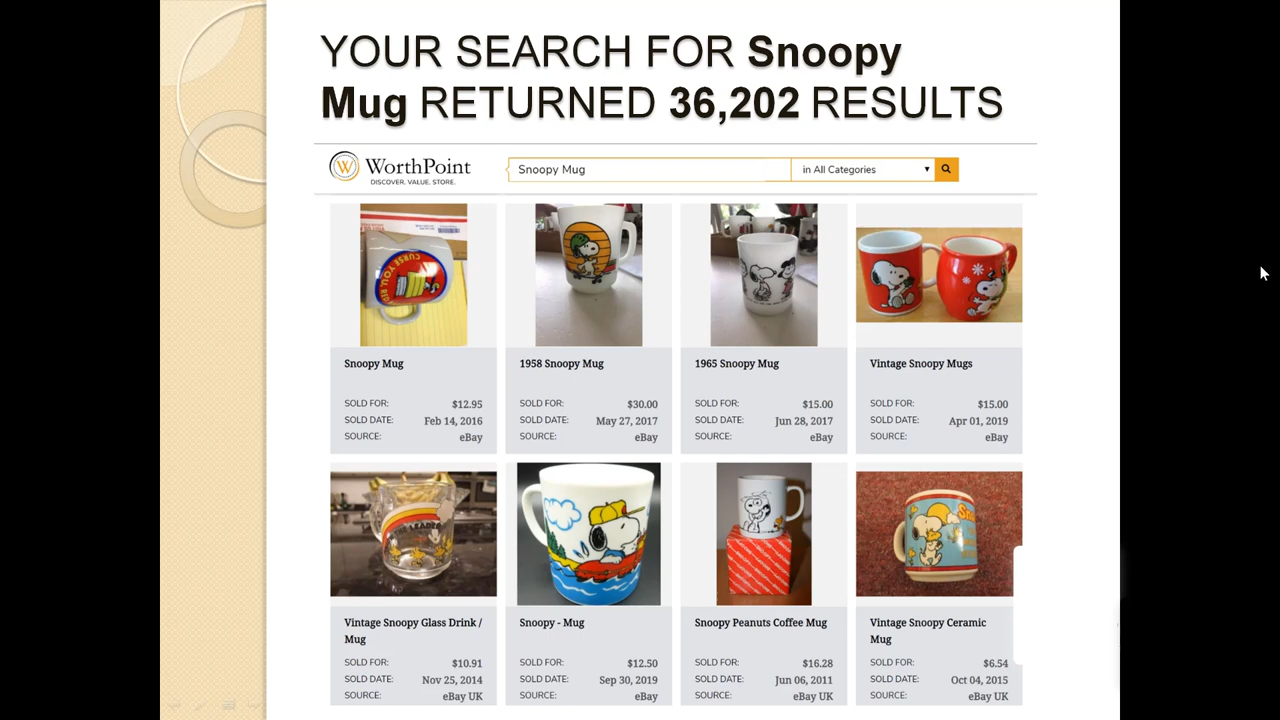 YOUR SEARCH FOR Snoopy
Mug RETURNED 36,202 RESULTS
W WorthPoint
DISCOVER. VALUE. STORE.
Snoopy Mug
in All Categories
CURSE YOU, RED
Snoopy Mug
SOLD FOR: $12.95
SOLD DATE: Feb 14, 2016
SOURCE: eBay
1958 Snoopy Mug
SOLD FOR: $30.00
SOLD DATE: May 27, 2017
SOURCE: eBay
1965 Snoopy Mug
SOLD FOR: $15.00
SOLD DATE: Jun 28, 2017
SOURCE: eBay
Vintage Snoopy Mugs
SOLD FOR: $15.00
SOLD DATE: Apr 01, 2019
SOURCE: eBay
THE LEADER
Vintage Snoopy Glass Drink /
Mug
SOLD FOR: $10.91
SOLD DATE: Nov 25, 2014
SOURCE: eBay UK
Snoopy - Mug
SOLD FOR: $12.50
SOLD DATE: Sep 30, 2019
SOURCE: eBay
Snoopy Peanuts Coffee Mug
SOLD FOR: $16.28
SOLD DATE: Jun 06, 2011
SOURCE: eBay UK
Vintage Snoopy Ceramic
Mug
SOLD FOR: $6.54
SOLD DATE: Oct 04, 2015
SOURCE: eBay UK